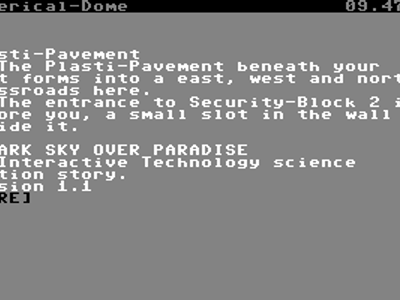 erical-Dome 09.47
sti-Pavement
The Plasti-Pavement beneath your
t forms into a east, west and nort
ssroads here.
The entrance to Security-Block 2 i
ore you, a small slot in the wall
ide it.
ARK SKY OVER PARADISE
Interactive Technology science
tion story.
sion 1.1
RE]